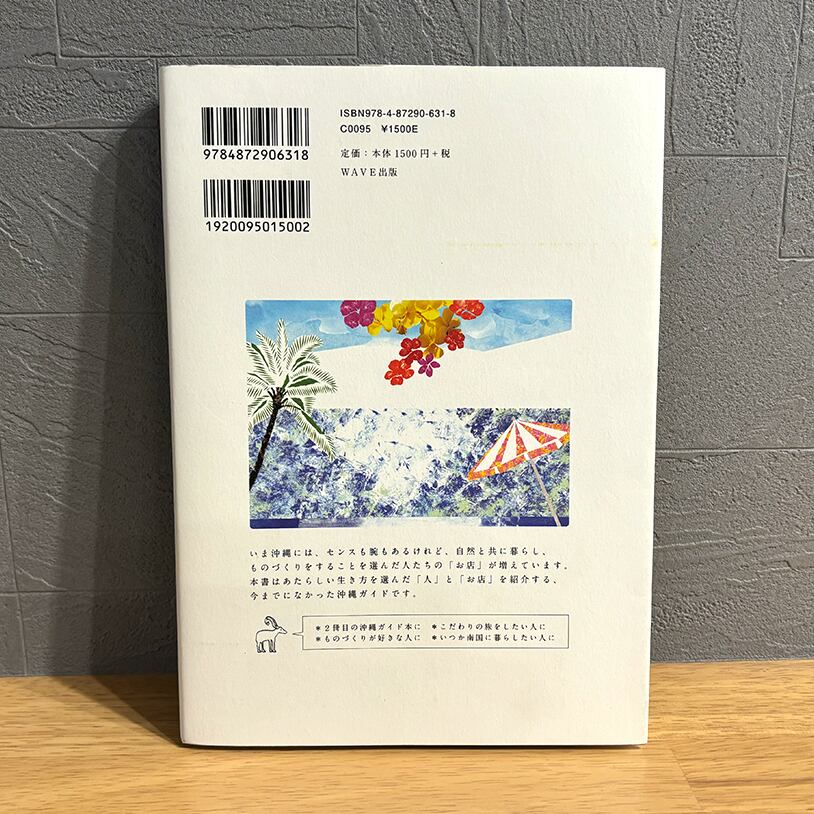 ISBN978-4-87290-631-8
C0095 ¥1500E
定価：本体1500円＋税
WAVE出版
9784872906318
1920095015002
いま沖縄には、センスも腕もあるけれど、自然と共に暮らし、
ものづくりをすることを選んだ人たちの「お店」が増えています。
本書はあたらしい生き方を選んだ「人」と「お店」を紹介する、
今までになかった沖縄ガイドです。
＊2冊目の沖縄ガイド本に ＊こだわりの旅をしたい人に
＊ものづくりが好きな人に ＊いつか南国に暮らしたい人に